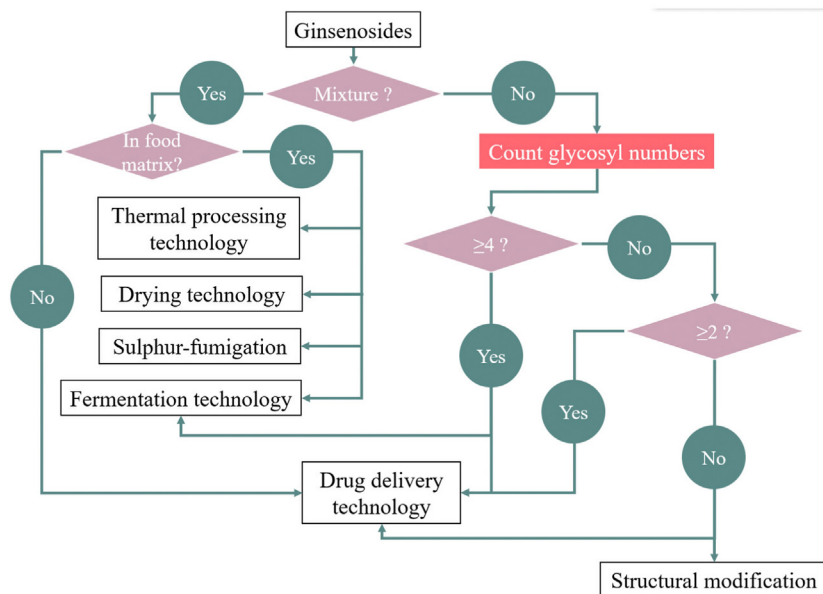 Ginsenosides
Yes
Mixture ?
No
In food
matrix?
Yes
Count glycosyl numbers
Thermal processing
technology
≥4 ?
No
No
Drying technology
≥2 ?
Sulphur-fumigation
Yes
Fermentation technology
Yes
No
Drug delivery
technology
Structural modification